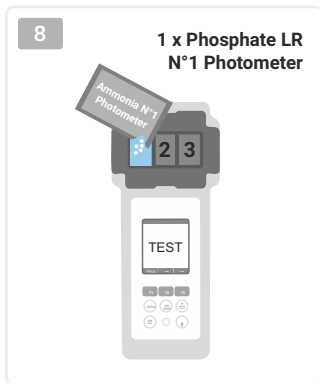 8
1 x Phosphate LR
N°1 Photometer
Ammonia N°1
Photometer
2 3
TEST